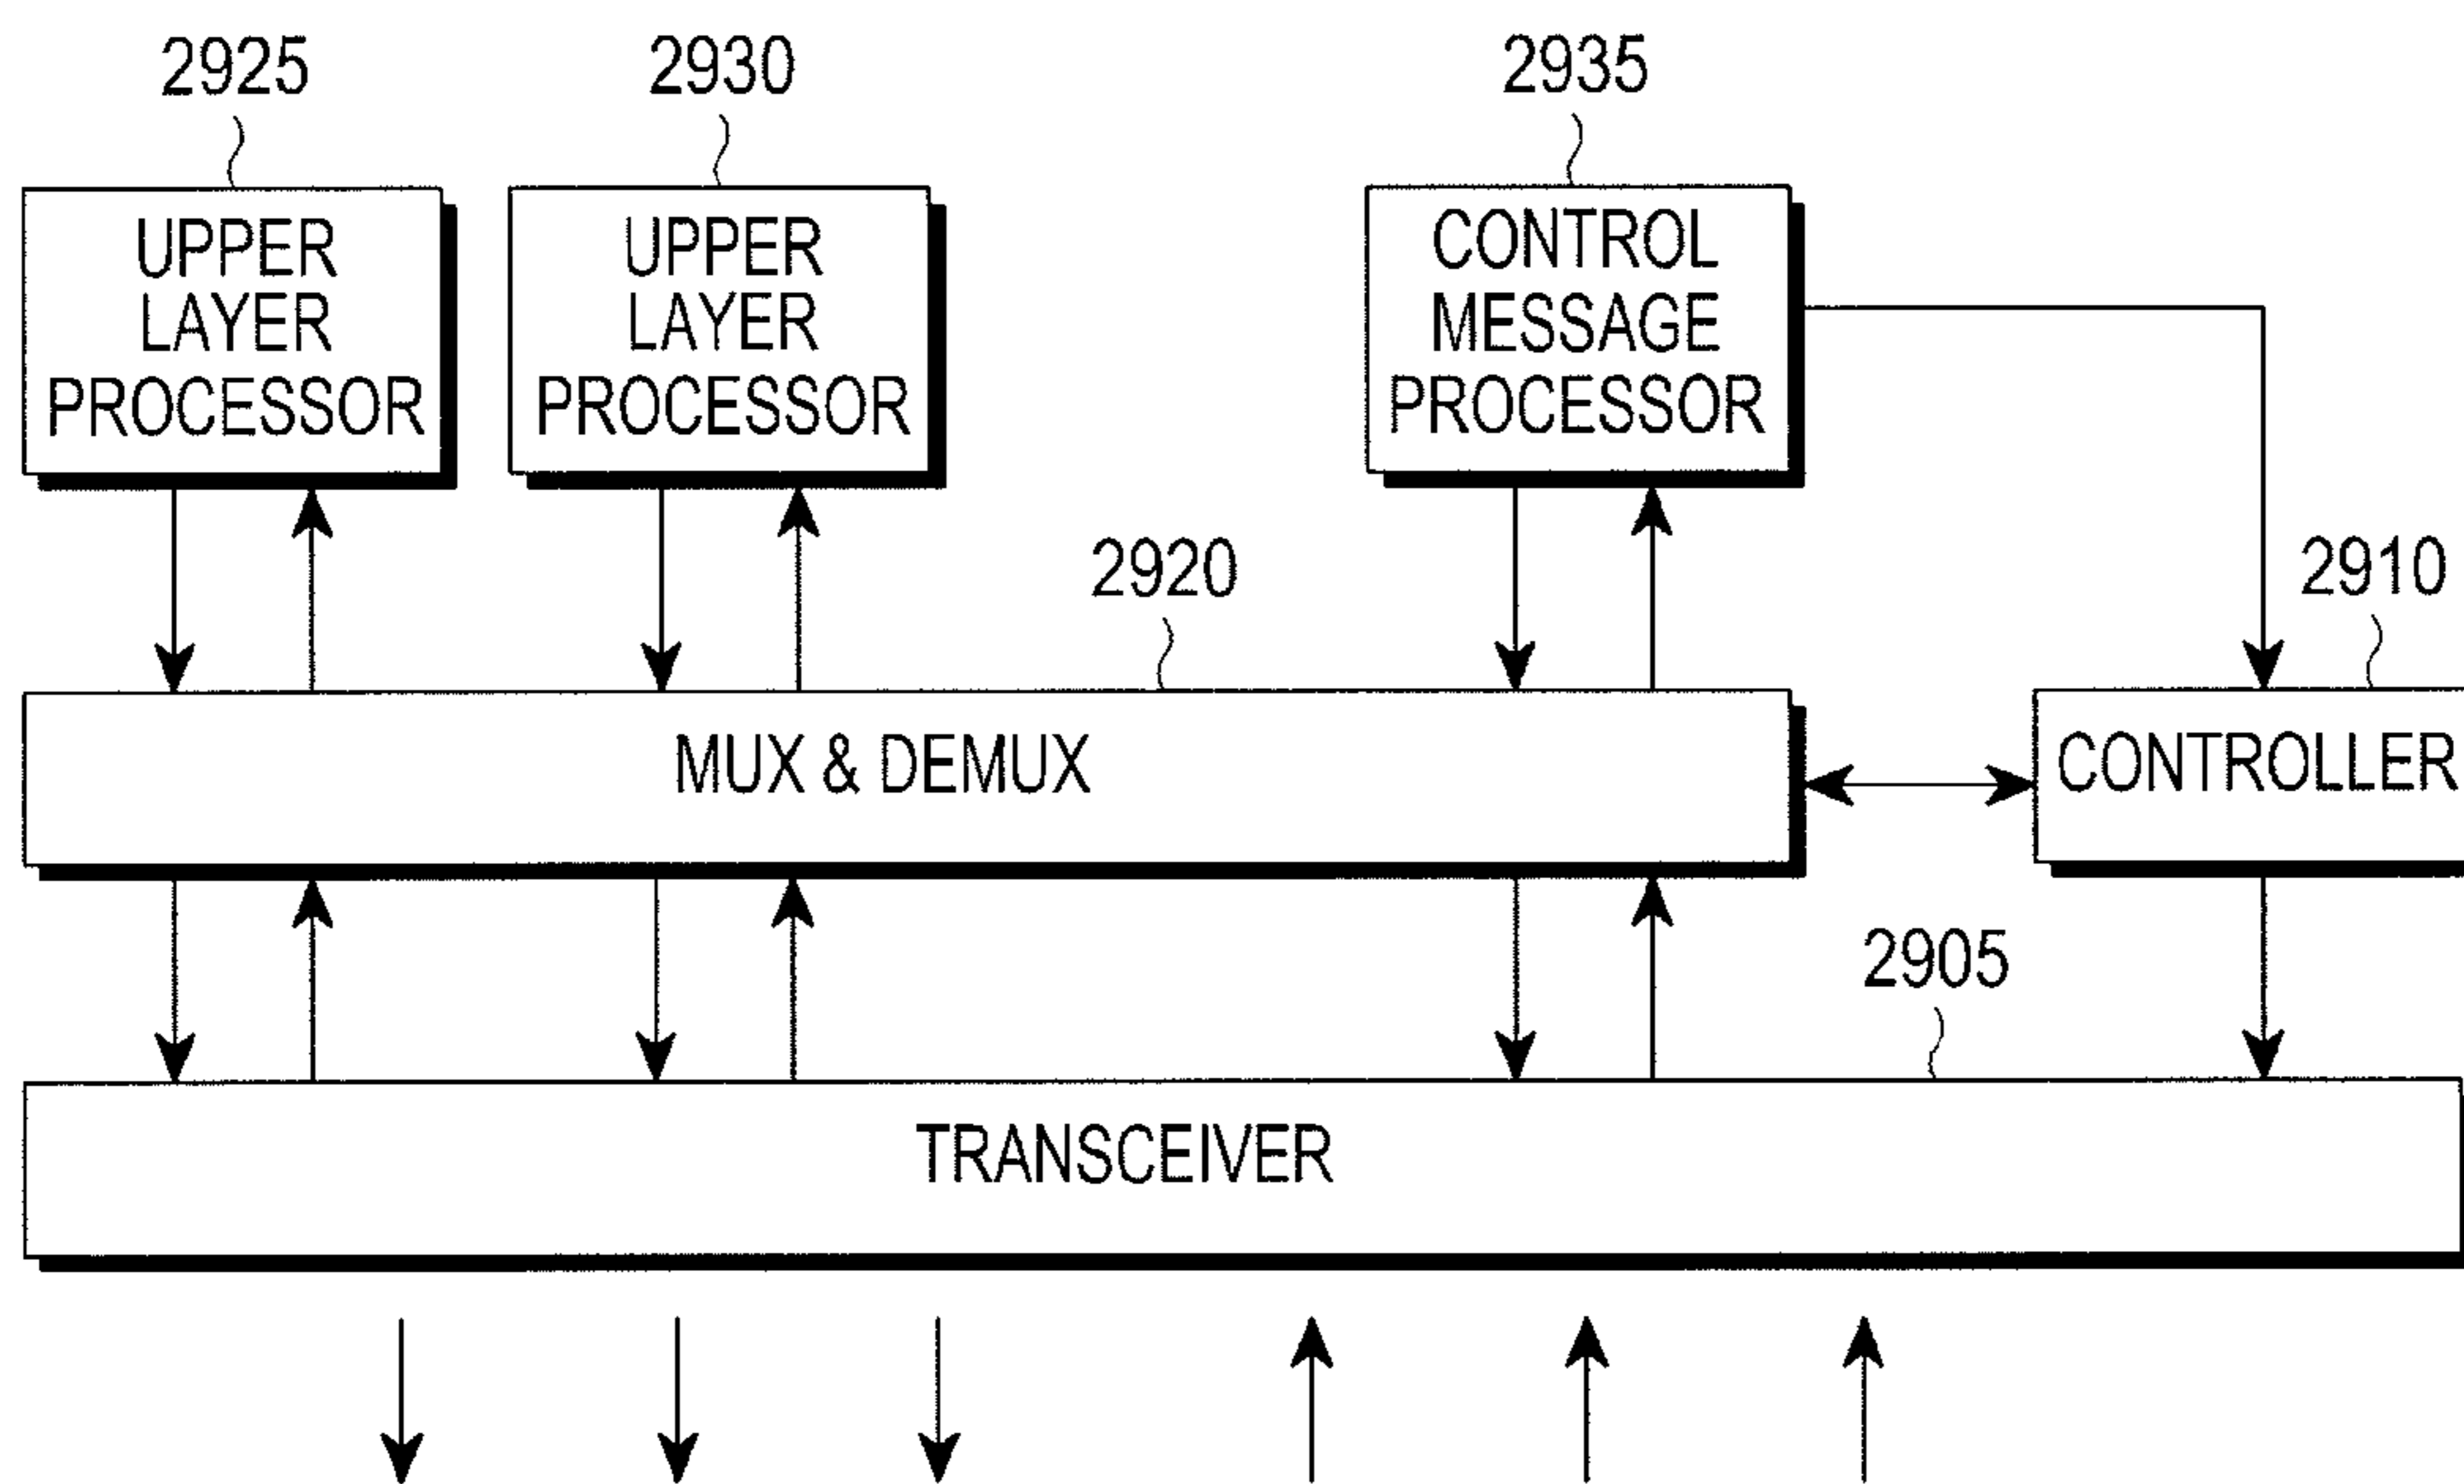 2925
2930
2935
UPPER
LAYER
PROCESSOR
UPPER
LAYER
PROCESSOR
CONTROL
MESSAGE
PROCESSOR
2920
2910
MUX & DEMUX
CONTROLLER
2905
TRANSCEIVER